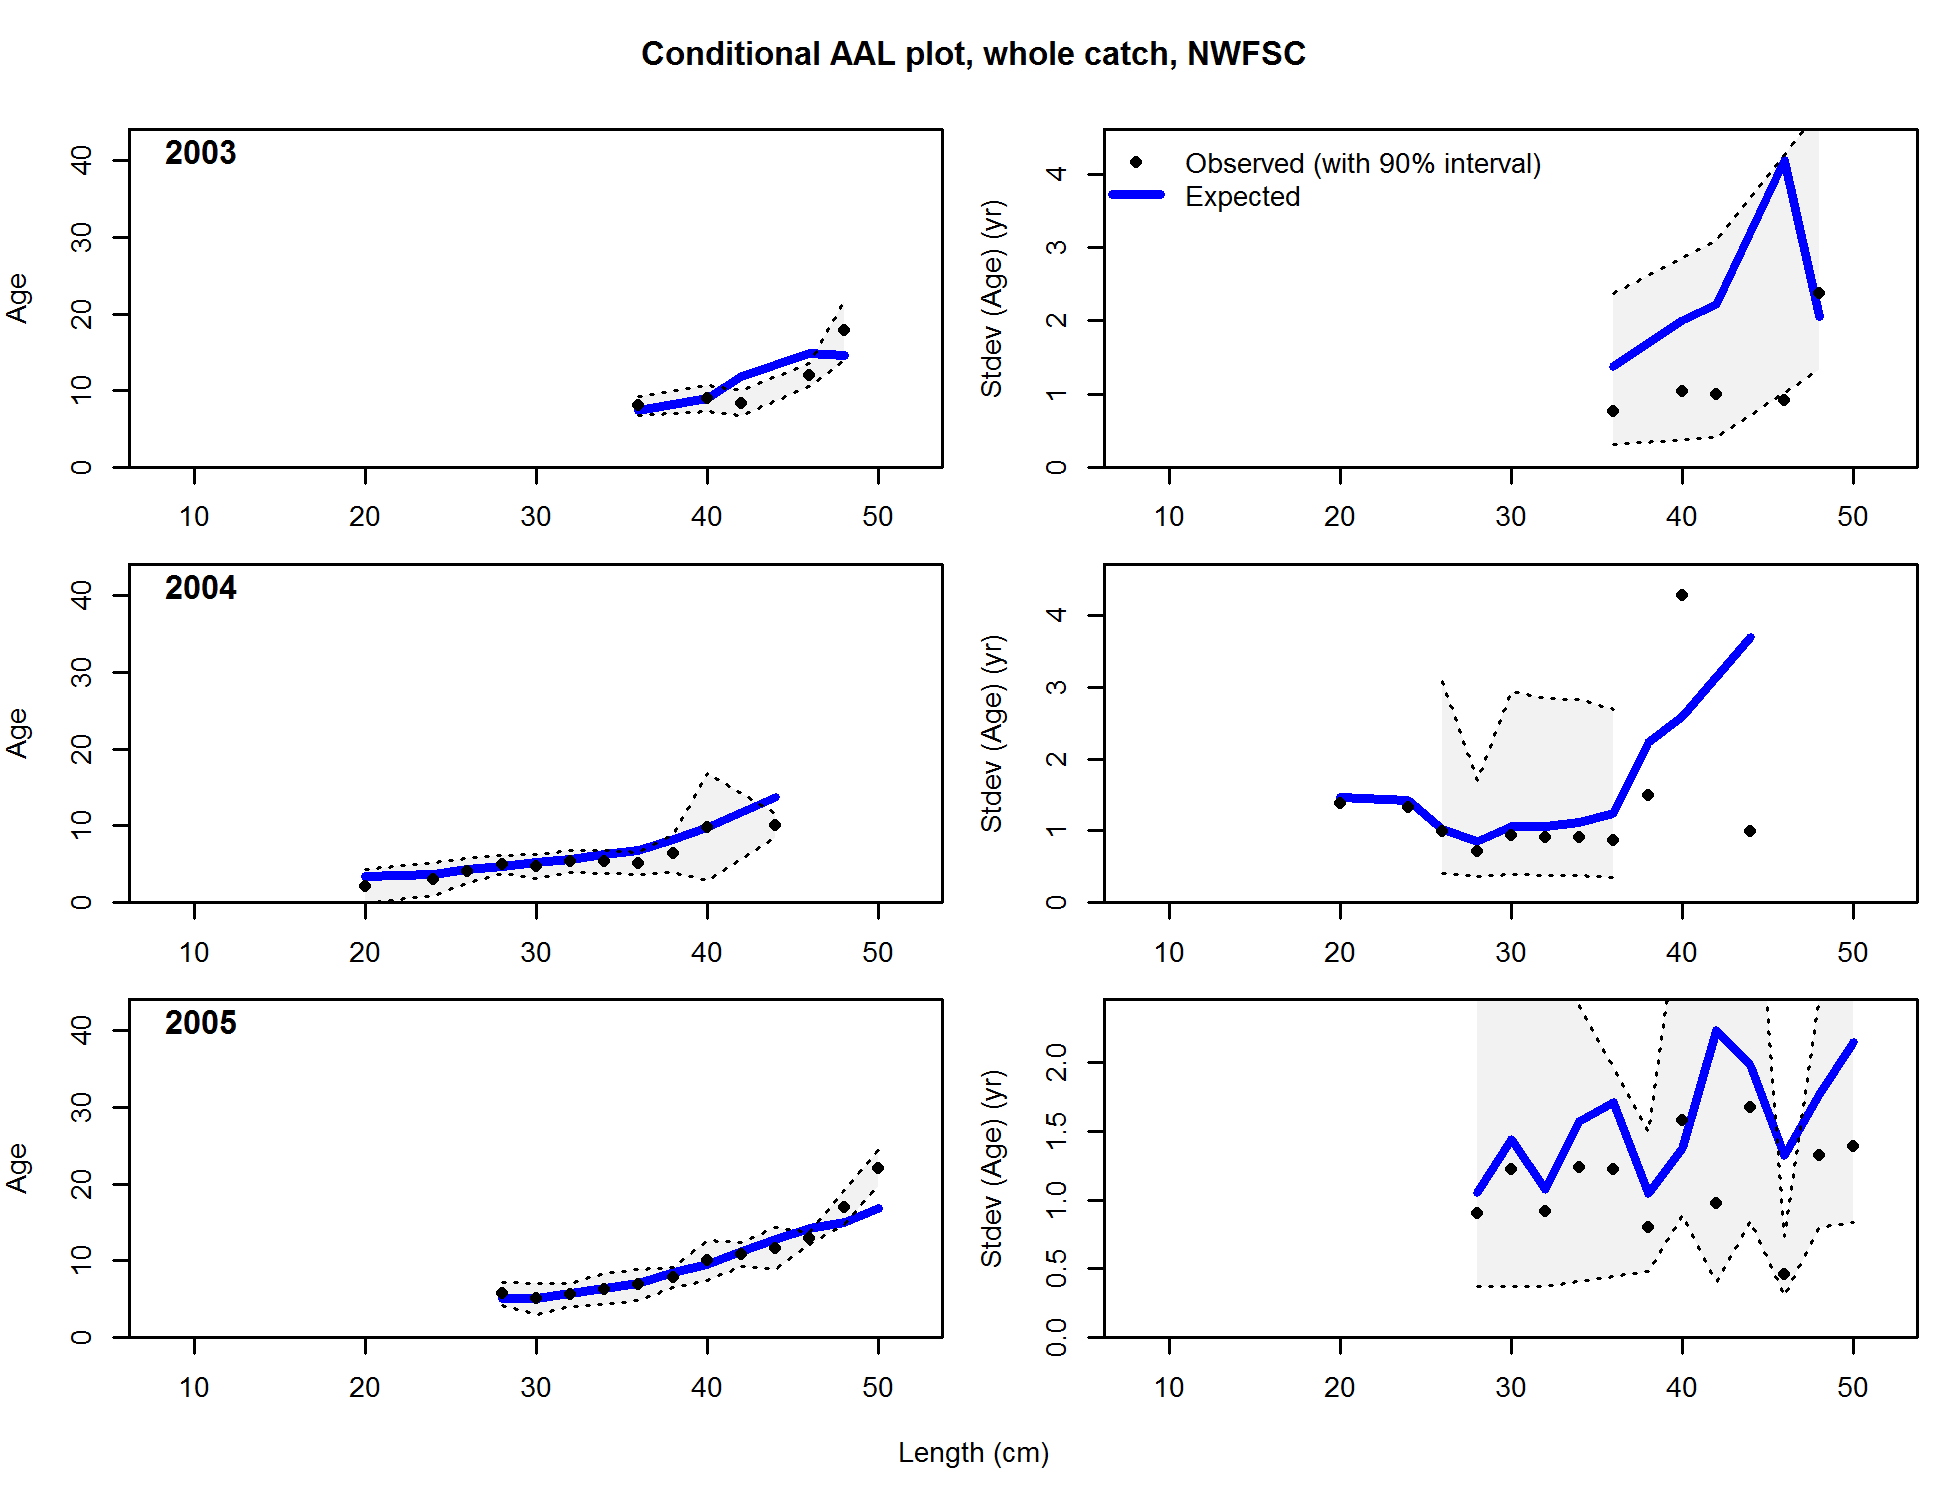 Conditional AAL plot, whole catch, NWFSC
2003
Age
0 10 20 30 40
10 20 30 40 50
Observed (with 90% interval)
Expected
Stdev (Age) (yr)
0 1 2 3 4
10 20 30 40 50
2004
Age
0 10 20 30 40
10 20 30 40 50
Stdev (Age) (yr)
0 1 2 3 4
10 20 30 40 50
2005
Age
0 10 20 30 40
10 20 30 40 50
Stdev (Age) (yr)
0.0 0.5 1.0 1.5 2.0
10 20 30 40 50
Length (cm)